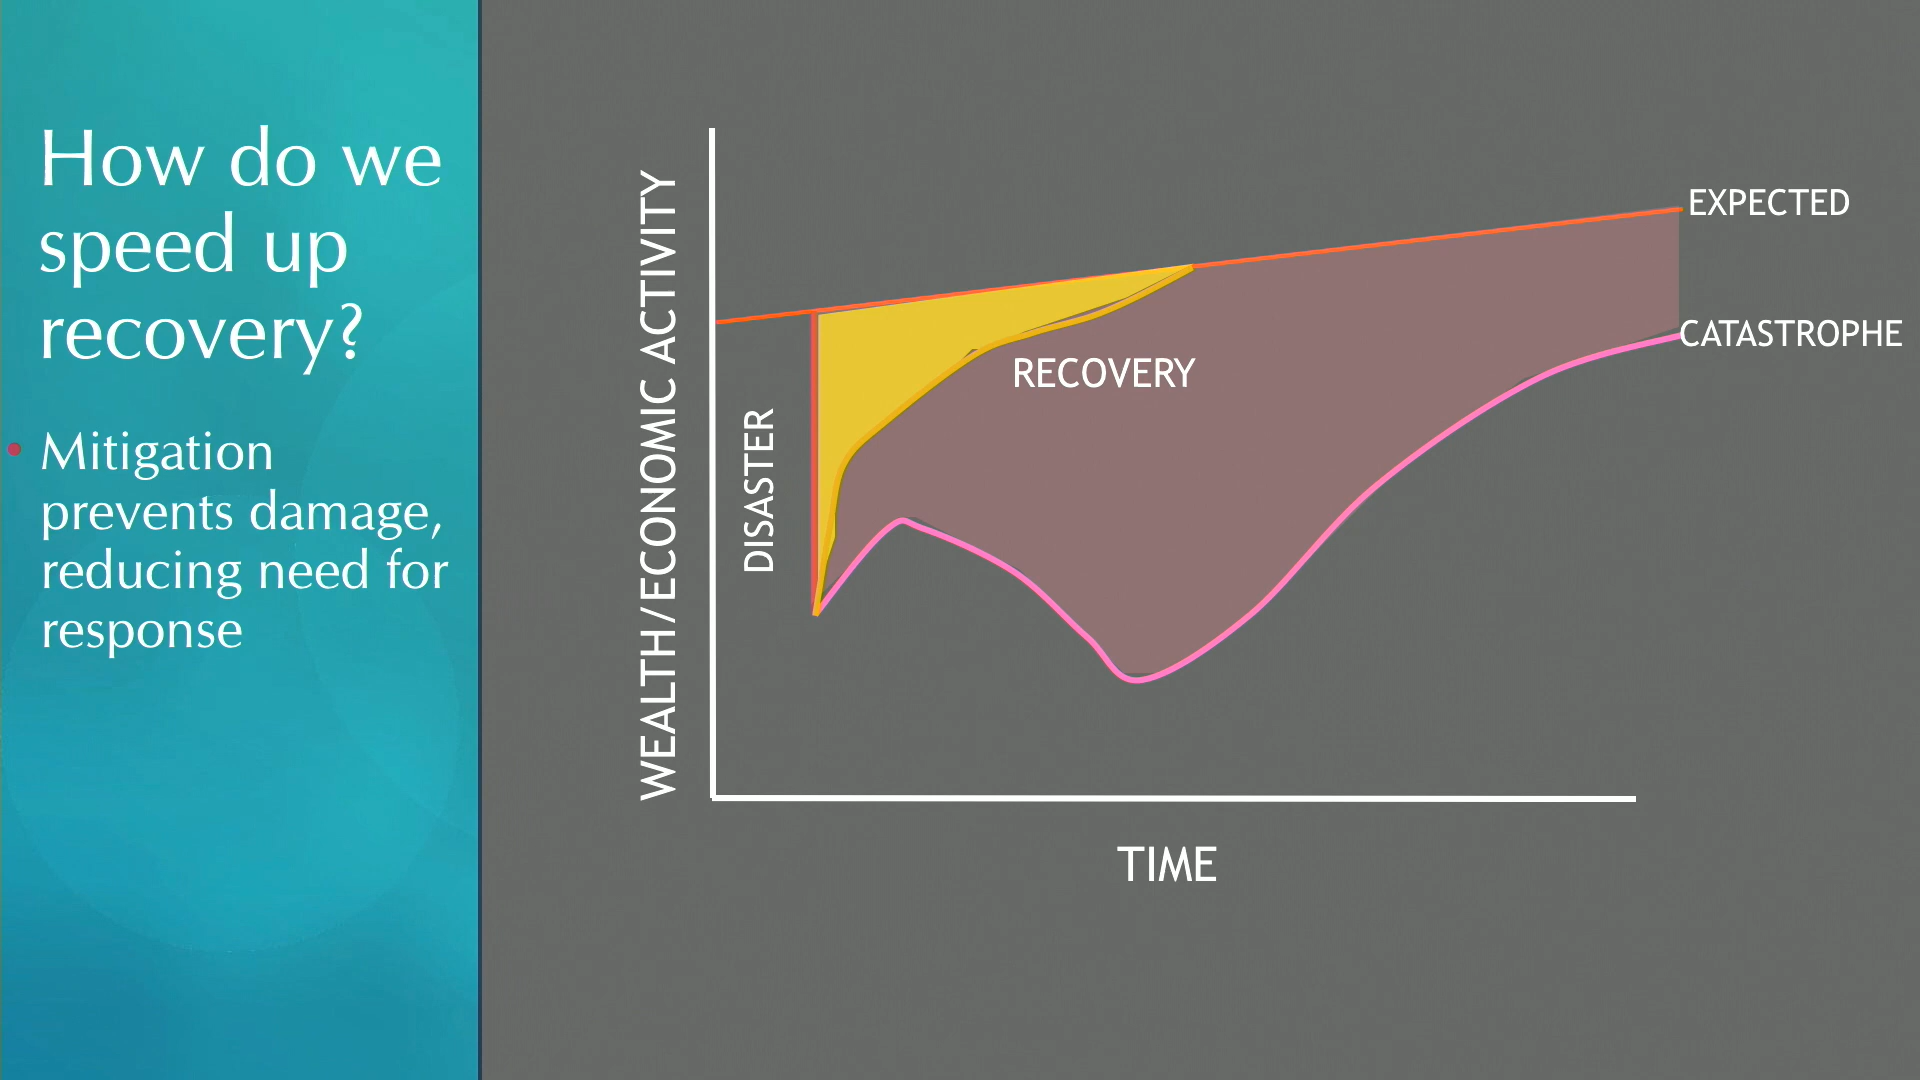 How do we
speed up
recovery?
Mitigation
prevents damage,
reducing need for
response
WEALTH/ECONOMIC ACTIVITY
DISASTER
RECOVERY
EXPECTED
CATASTROPHE
TIME